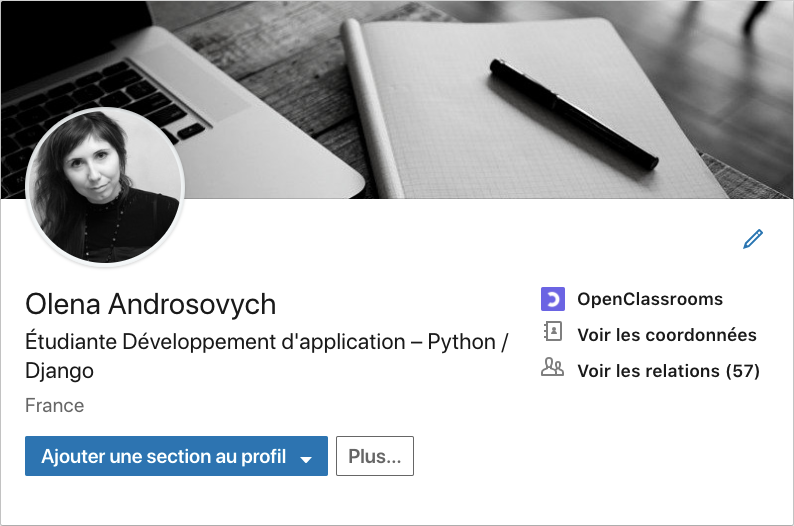 Olena Androsovych
Étudiante Développement d'application – Python /
Django
France
Ajouter une section au profil
Plus...
OpenClassrooms
Voir les coordonnées
Voir les relations (57)